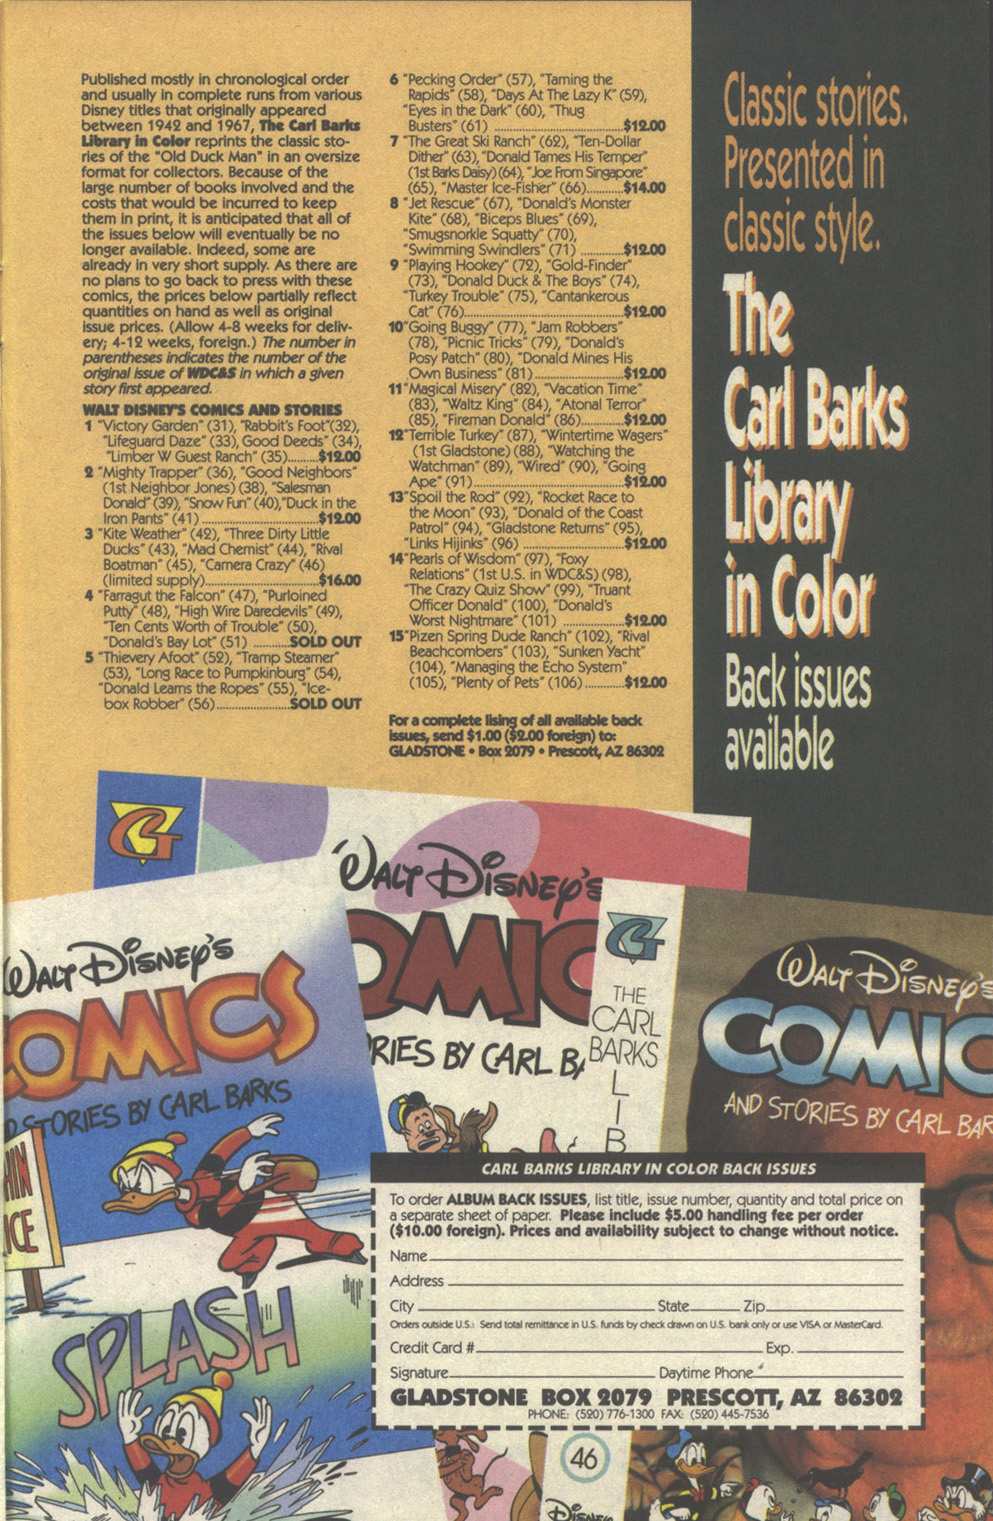 Published mostly in chronological order
and usually in complete runs from various
Disney titles that originally appeared
between 1942 and 1967, The Carl Barks
Library in Color reprints the classic sto-
ries of the "Old Duck Man" in an oversize
format for collectors. Because of the
large number of books involved and the
costs that would be incurred to keep
them in print, it is anticipated that all of
the issues below will eventually be no
longer available. Indeed, some are
already in very short supply. As there are
no plans to go back to press with these
comics, the prices below partially reflect
quantities on hand as well as original
issue prices. (Allow 4-8 weeks for deliv-
ery; 4-12 weeks, foreign.) The number in
parentheses indicates the number of the
original issue of WDC&S in which a given
story first appeared.
WALT DISNEY'S COMICS AND STORIES
1 "Victory Garden" (31), "Rabbit's Foot"(32),
"Lifeguard Daze" (33), Good Deeds" (34),
"Limber W Guest Ranch" (35)........$12.00
2 "Mighty Trapper" (36), "Good Neighbors"
(1st Neighbor Jones) (38), "Salesman
Donald" (39), "Snow Fun" (40),"Duck in the
Iron Pants" (41) ........................$12.00
3 "Kite Weather" (42), "Three Dirty Little
Ducks" (43), "Mad Chemist" (44), "Rival
Boatman" (45), "Camera Crazy" (46)
(limited supply).......................$16.00
4 "Farragut the Falcon" (47), "Purloined
Putty" (48), "High Wire Daredevils" (49),
"Ten Cents Worth of Trouble" (50),
"Donald's Bay Lot" (51) ........SOLD OUT
5 "Thievery Afoot" (52), "Tramp Steamer"
(53), "Long Race to Pumpkinburg" (54),
"Donald Learns the Ropes" (55), "Ice-
box Robber" (56)...............SOLD OUT
6 "Pecking Order" (57), "Taming the
Rapids" (58), "Days At The Lazy K" (59),
"Eyes in the Dark" (60), "Thug
Busters" (61) ..........................$12.00
7 "The Great Ski Ranch" (62), "Ten-Dollar
Dither" (63), "Donald Tames His Temper"
(1st Barks Daisy) (64), "Joe From Singapore"
(65), "Master Ice-Fisher" (66)..........$14.00
8 "Jet Rescue" (67), "Donald's Monster
Kite" (68), "Biceps Blues" (69),
"Smugsnorkle Squatty" (70),
"Swimming Swindlers" (71) ............$12.00
9 "Playing Hookey" (72), "Gold-Finder"
(73), "Donald Duck & The Boys" (74),
"Turkey Trouble" (75), "Cantankerous
Cat" (76)................................$12.00
10 "Going Buggy" (77), "Jam Robbers"
(78), "Picnic Tricks" (79), "Donald's
Posy Patch" (80), "Donald Mines His
Own Business" (81) ...................$12.00
11 "Magical Misery" (82), "Vacation Time"
(83), "Waltz King" (84), "Atonal Terror"
(85), "Fireman Donald" (86)............$12.00
12 "Terrible Turkey" (87), "Wintertime Wagers"
(1st Gladstone) (88), "Watching the
Watchman" (89), "Wired" (90), "Going
Ape" (91) ...............................$12.00
13 "Spoil the Rod" (92), "Rocket Race to
the Moon" (93), "Donald of the Coast
Patrol" (94), "Gladstone Returns" (95),
"Links Hijinks" (96) ....................$12.00
14 "Pearls of Wisdom" (97), "Foxy
Relations" (1st U.S. in WDC&S) (98),
"The Crazy Quiz Show" (99), "Truant
Officer Donald" (100), "Donald's
Worst Nightmare" (101) ..............$12.00
15 "Pizen Spring Dude Ranch" (102), "Rival
Beachcombers" (103), "Sunken Yacht"
(104), "Managing the Echo System"
(105), "Plenty of Pets" (106) ..........$12.00
For a complete lising of all available back
issues, send $1.00 ($2.00 foreign) to:
GLADSTONE • Box 2079 • Prescott, AZ 86302
Classic stories.
Presented in
classic style.
The
Carl Barks
Library
in Color
Back issues
available
G
WALT DISNEY'S
COMICS
AND STORIES BY CARL BARKS
THIN
ICE
SPLASH
WALT DISNEY'S
OMIC
RIES BY CARL BA
G
THE
CARL
BARKS
L
I
B
WALT DISNEY'S
COMIC
AND STORIES BY CARL BAR
CARL BARKS LIBRARY IN COLOR BACK ISSUES
To order ALBUM BACK ISSUES, list title, issue number, quantity and total price on
a separate sheet of paper. Please include $5.00 handling fee per order
($10.00 foreign). Prices and availability subject to change without notice.
Name
Address
City State Zip
Orders outside U.S.: Send total remittance in U.S. funds by check drawn on U.S. bank only or use VISA or MasterCard.
Credit Card # Exp.
Signature Daytime Phone
GLADSTONE BOX 2079 PRESCOTT, AZ 86302
PHONE: (520) 776-1300 FAX: (520) 445-7536
46
DISNEY